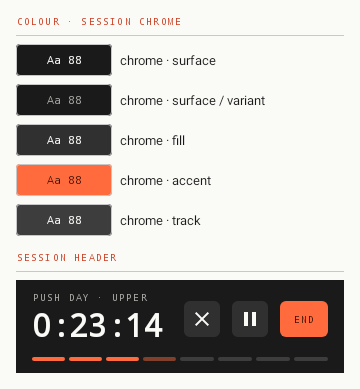 COLOUR · SESSION CHROME
Aa 88 chrome · surface
Aa 88 chrome · surface / variant
Aa 88 chrome · fill
Aa 88 chrome · accent
Aa 88 chrome · track
SESSION HEADER
PUSH DAY · UPPER
0:23:14
END